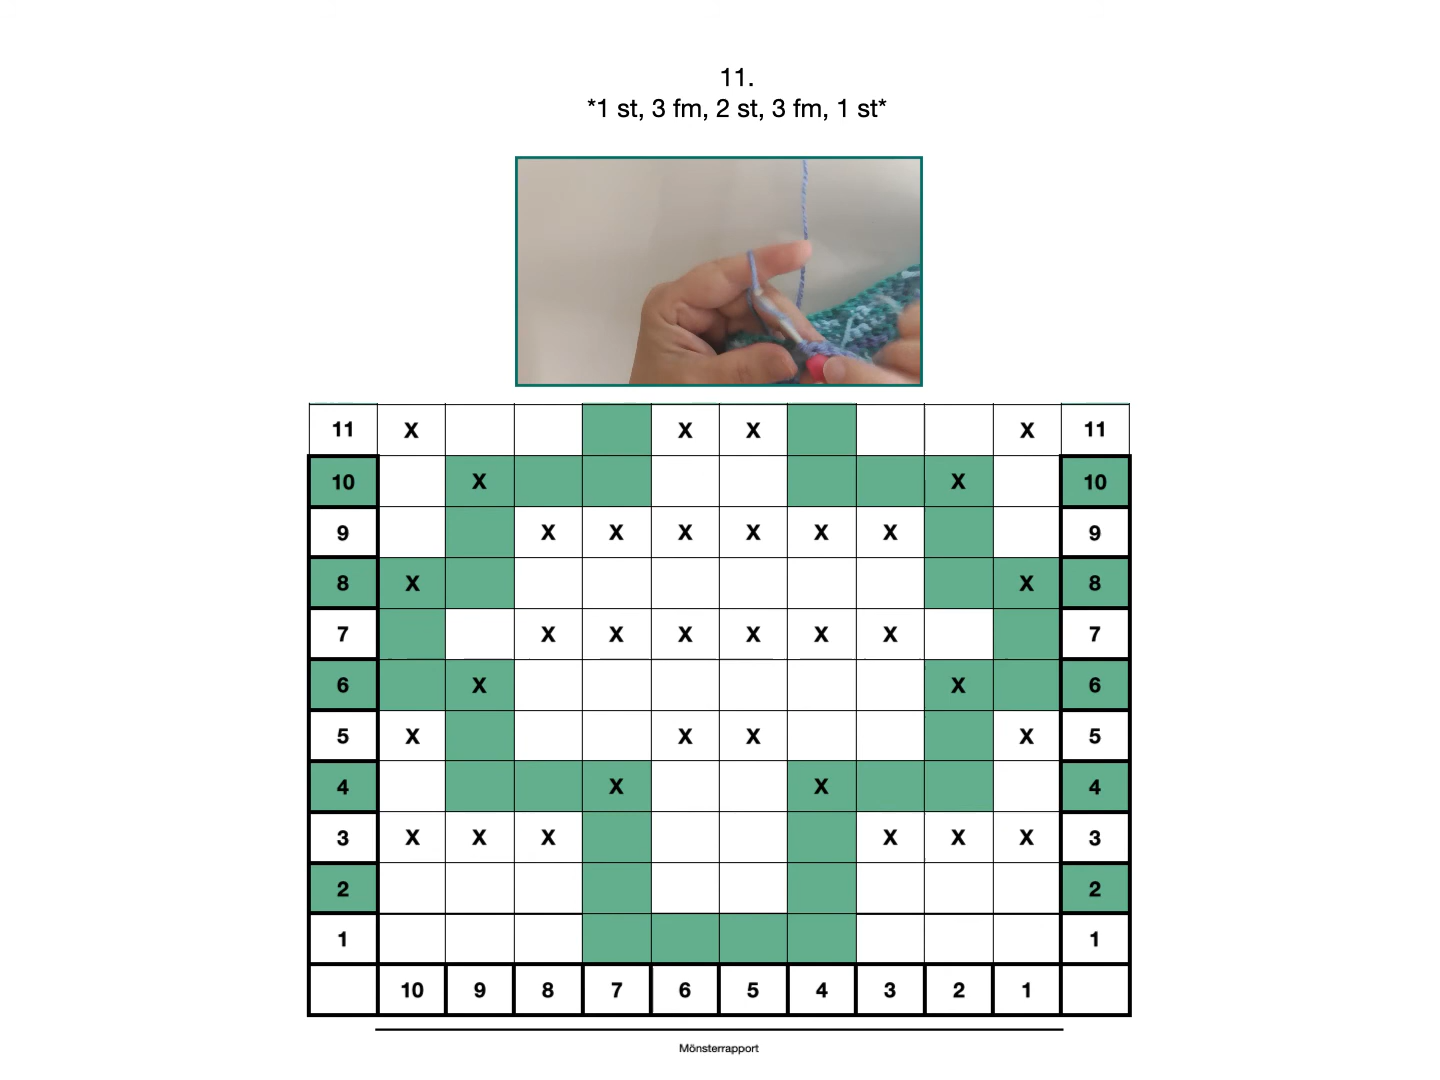 11.
*1 st, 3 fm, 2 st, 3 fm, 1 st*
11 X X X X 11
10 X X 10
9 X X X X X X 9
8 X X 8
7 X X X X X X 7
6 X X 6
5 X X X X 5
4 X X 4
3 X X X X X X 3
2 2
1 1
10 9 8 7 6 5 4 3 2 1
Mönsterrapport